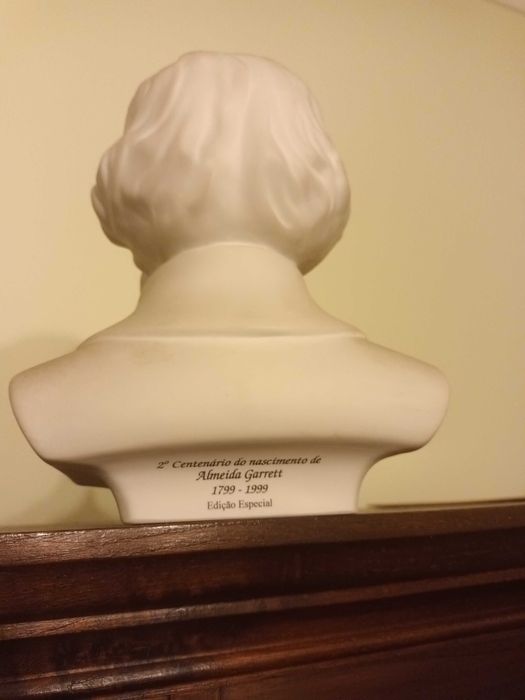 2º Centenário do nascimento de
Almeida Garrett
1799 - 1999
Edição Especial